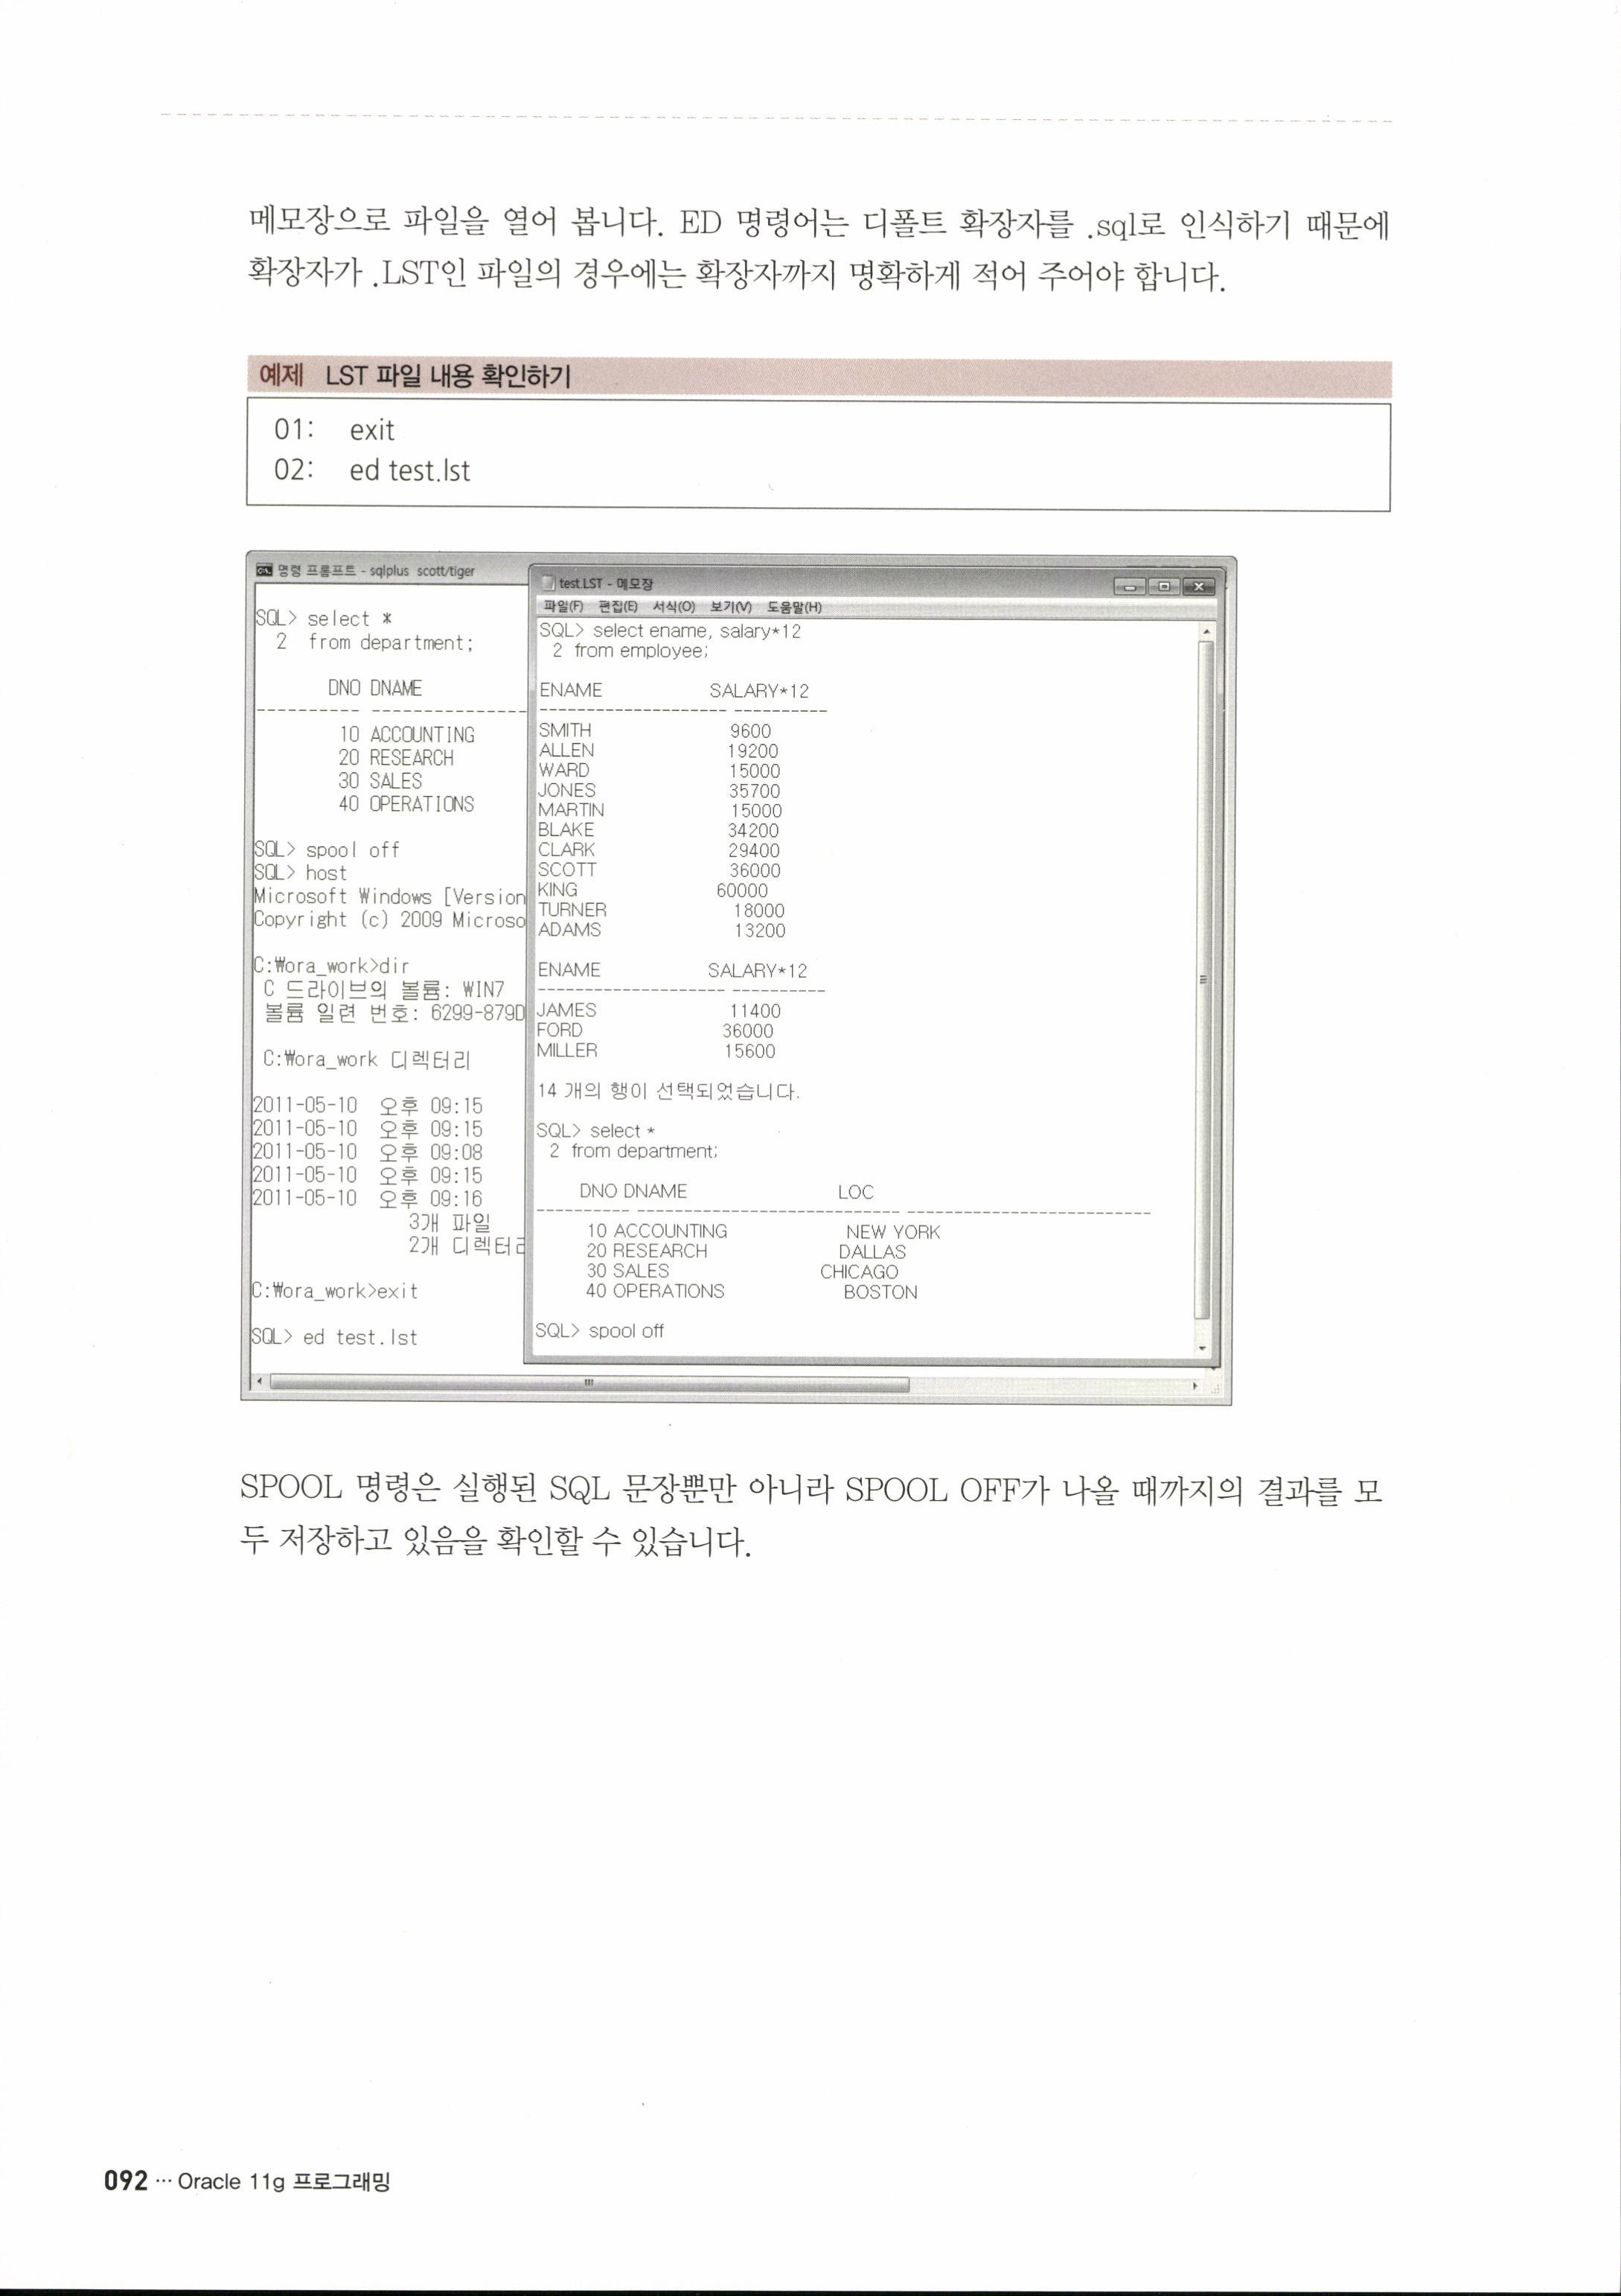 메모장으로 파일을 열어 봅니다. ED 명령어는 디폴트 확장자를 .sql로 인식하기 때문에
확장자가 .LST인 파일의 경우에는 확장자까지 명확하게 적어 주어야 합니다.
예제 LST 파일 내용 확인하기
01: exit
02: ed test.lst
명령 프롬프트 - sqlplus scott/tiger
SQL> select *
2 from department;
DNO DNAME
---------- --------------
10 ACCOUNTING
20 RESEARCH
30 SALES
40 OPERATIONS
SQL> spool off
SQL> host
Microsoft Windows [Version
Copyright (c) 2009 Microso
C:₩ora_work>dir
C 드라이브의 볼륨: WIN7
볼륨 일련 번호: 6299-879D
C:₩ora_work 디렉터리
2011-05-10 오후 09:15
2011-05-10 오후 09:15
2011-05-10 오후 09:08
2011-05-10 오후 09:15
2011-05-10 오후 09:16
3개 파일
2개 디렉터리
C:₩ora_work>exit
SQL> ed test.lst
test.LST - 메모장
파일(F) 편집(E) 서식(O) 보기(V) 도움말(H)
SQL> select ename, salary*12
2 from employee;
ENAME SALARY*12
-------------------- ----------
SMITH 9600
ALLEN 19200
WARD 15000
JONES 35700
MARTIN 15000
BLAKE 34200
CLARK 29400
SCOTT 36000
KING 60000
TURNER 18000
ADAMS 13200
ENAME SALARY*12
-------------------- ----------
JAMES 11400
FORD 36000
MILLER 15600
14 개의 행이 선택되었습니다.
SQL> select *
2 from department;
DNO DNAME LOC
---------- ---------------------------- --------------------------
10 ACCOUNTING NEW YORK
20 RESEARCH DALLAS
30 SALES CHICAGO
40 OPERATIONS BOSTON
SQL> spool off
SPOOL 명령은 실행된 SQL 문장뿐만 아니라 SPOOL OFF가 나올 때까지의 결과를 모
두 저장하고 있음을 확인할 수 있습니다.
092 ··· Oracle 11g 프로그래밍